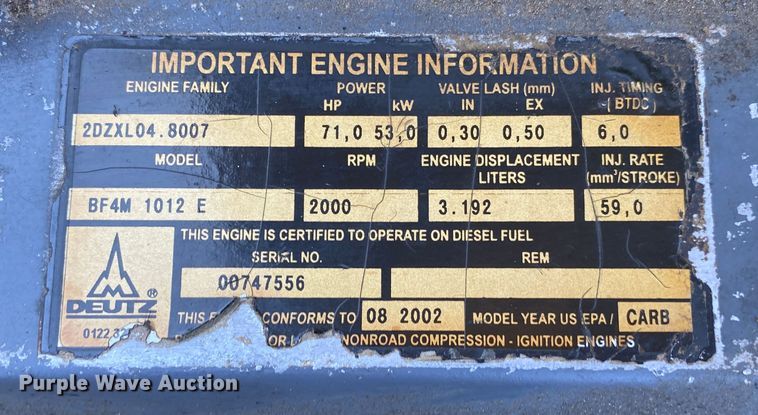 IMPORTANT ENGINE INFORMATION
ENGINE FAMILY POWER VALVE LASH (mm) INJ. TIMING
HP kW IN EX (BTDC)
2DZXL04.8007 71,0 53,0 0,30 0,50 6,0
MODEL RPM ENGINE DISPLACEMENT INJ. RATE
LITERS (mm³/STROKE)
BF4M 1012 E 2000 3.192 59,0
THIS ENGINE IS CERTIFIED TO OPERATE ON DIESEL FUEL
SERIAL NO. REM
00747556
DEUTZ ®
THIS CONFORMS TO 08 2002 MODEL YEAR US EPA / CARB
0122
FOR NONROAD COMPRESSION - IGNITION ENGINES
Purple Wave Auction